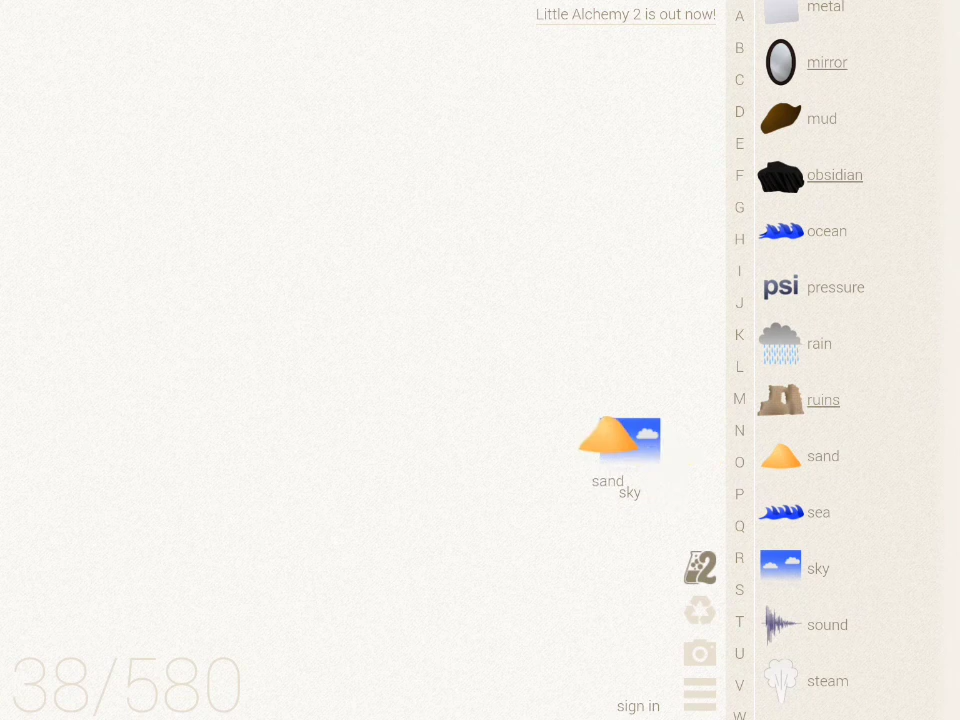 Little Alchemy 2 is out now!
A
B
C
D
E
F
G
H
I
J
K
L
M
N
O
P
Q
R
S
T
U
V
W
metal
mirror
mud
obsidian
ocean
psi pressure
rain
ruins
sand
sea
sky
sound
steam
sand
sky
2
38/580
sign in